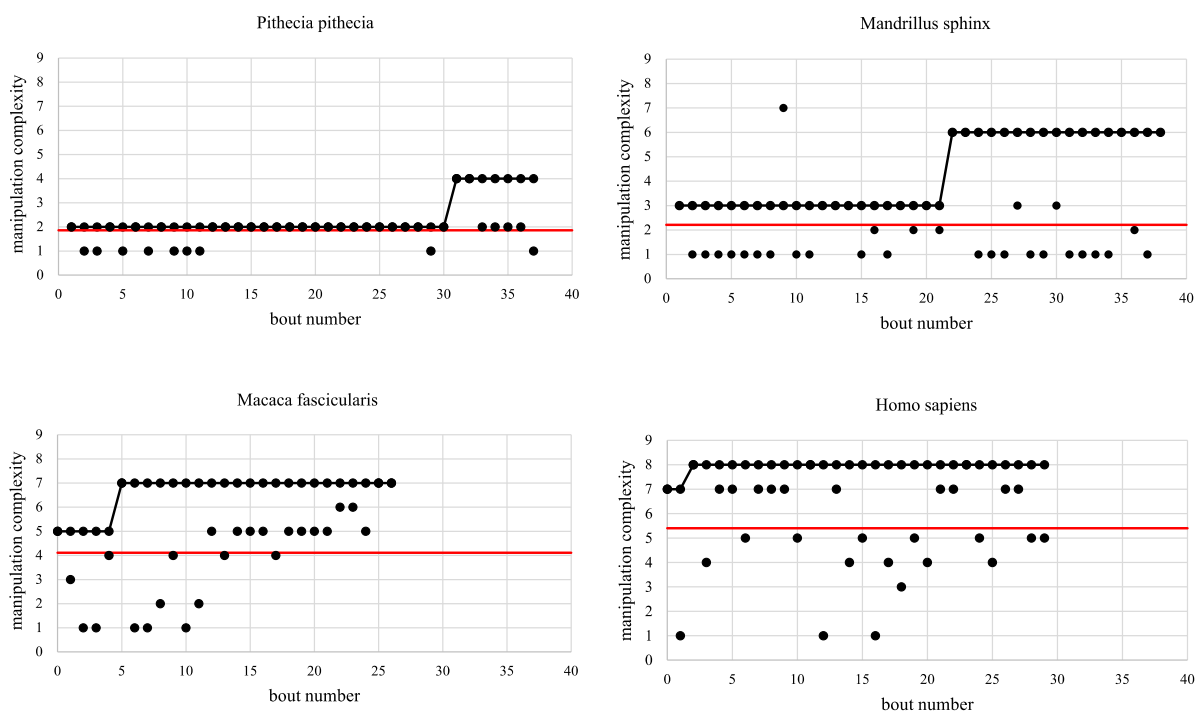 Pithecia pithecia
manipulation complexity
9
8
7
6
5
4
3
2
1
0
0 5 10 15 20 25 30 35 40
bout number
Mandrillus sphinx
manipulation complexity
9
8
7
6
5
4
3
2
1
0
0 5 10 15 20 25 30 35 40
bout number
Macaca fascicularis
manipulation complexity
9
8
7
6
5
4
3
2
1
0
0 5 10 15 20 25 30 35 40
bout number
Homo sapiens
manipulation complexity
9
8
7
6
5
4
3
2
1
0
0 5 10 15 20 25 30 35 40
bout number